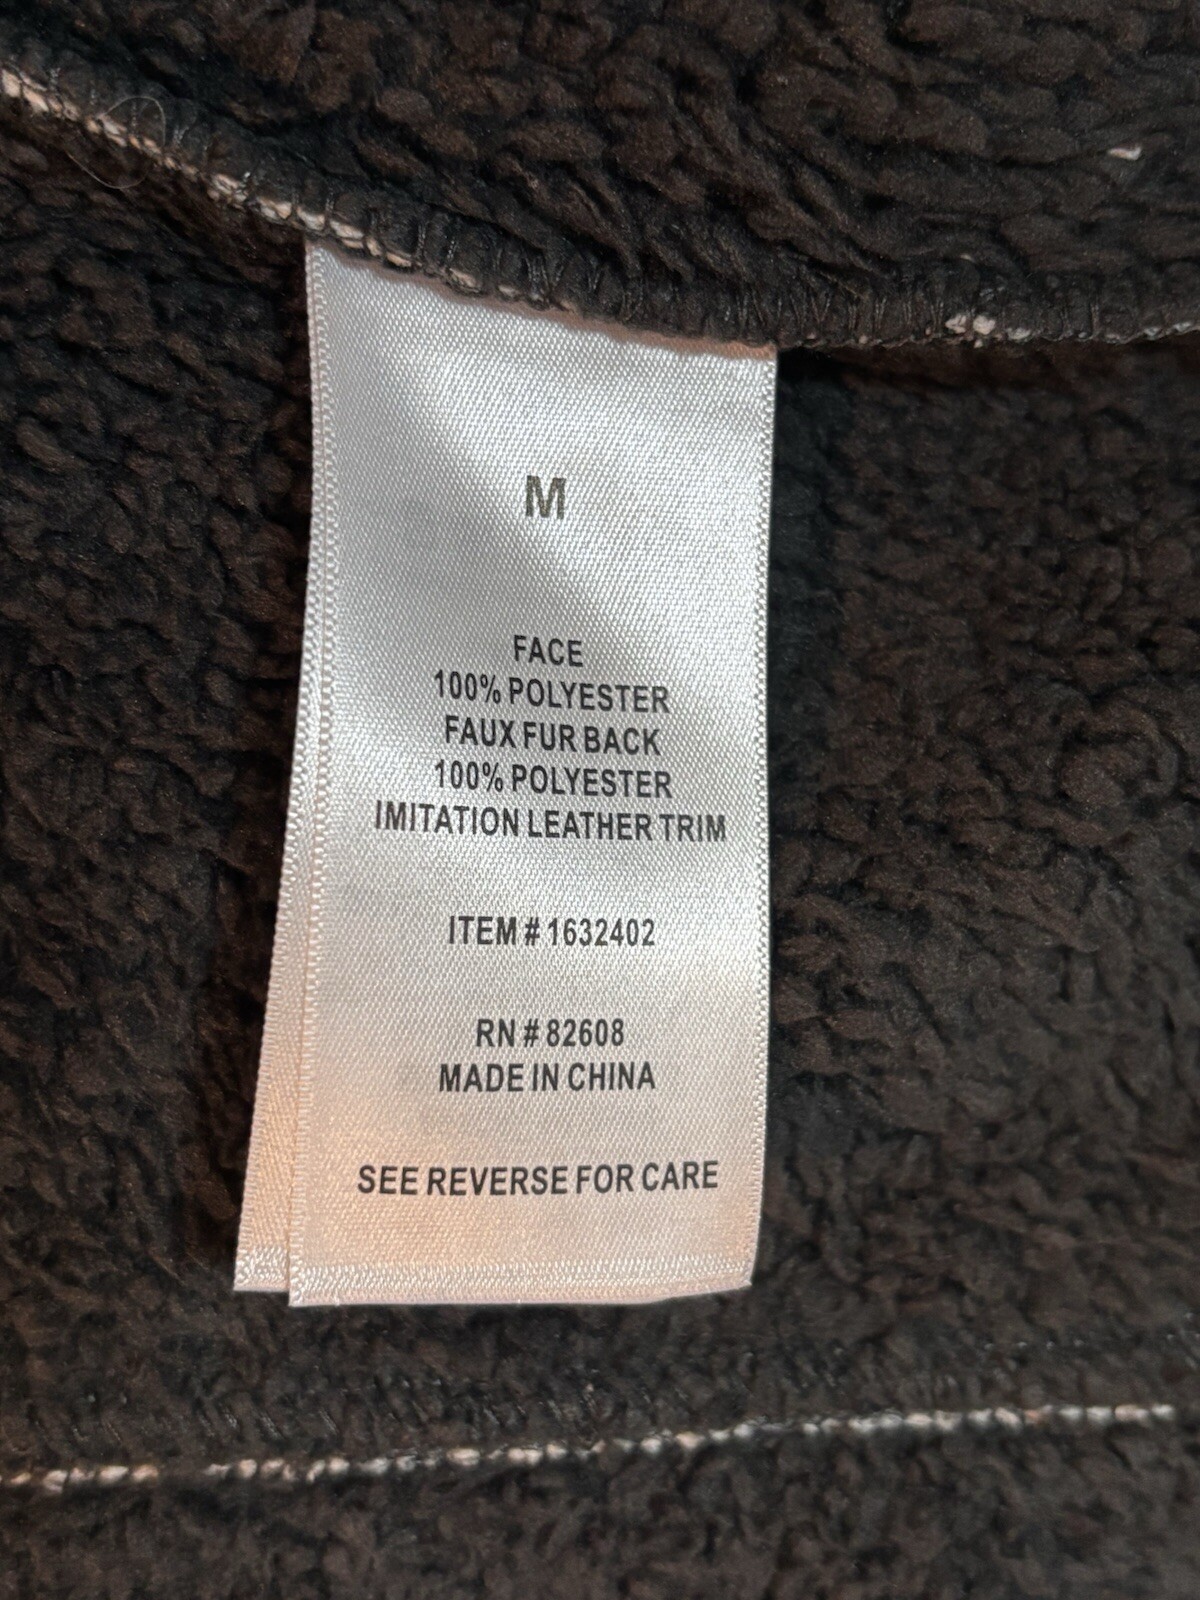 M
FACE
100% POLYESTER
FAUX FUR BACK
100% POLYESTER
IMITATION LEATHER TRIM
ITEM # 1632402
RN # 82608
MADE IN CHINA
SEE REVERSE FOR CARE